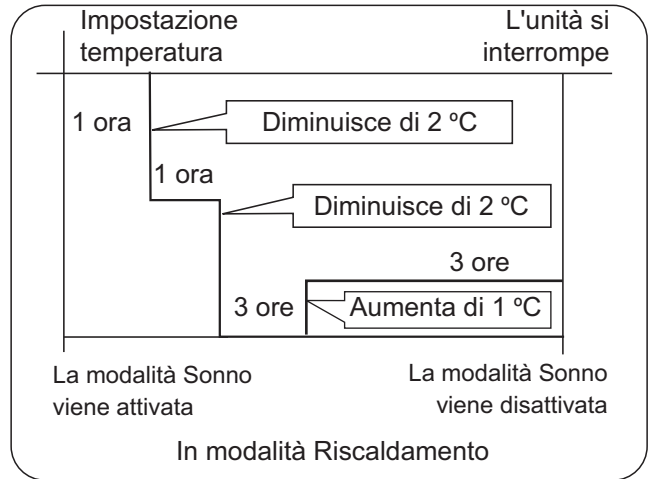 Impostazione
temperatura
L'unità si
interrompe
1 ora
Diminuisce di 2 ºC
1 ora
Diminuisce di 2 ºC
3 ore
3 ore
Aumenta di 1 ºC
La modalità Sonno
viene attivata
La modalità Sonno
viene disattivata
In modalità Riscaldamento